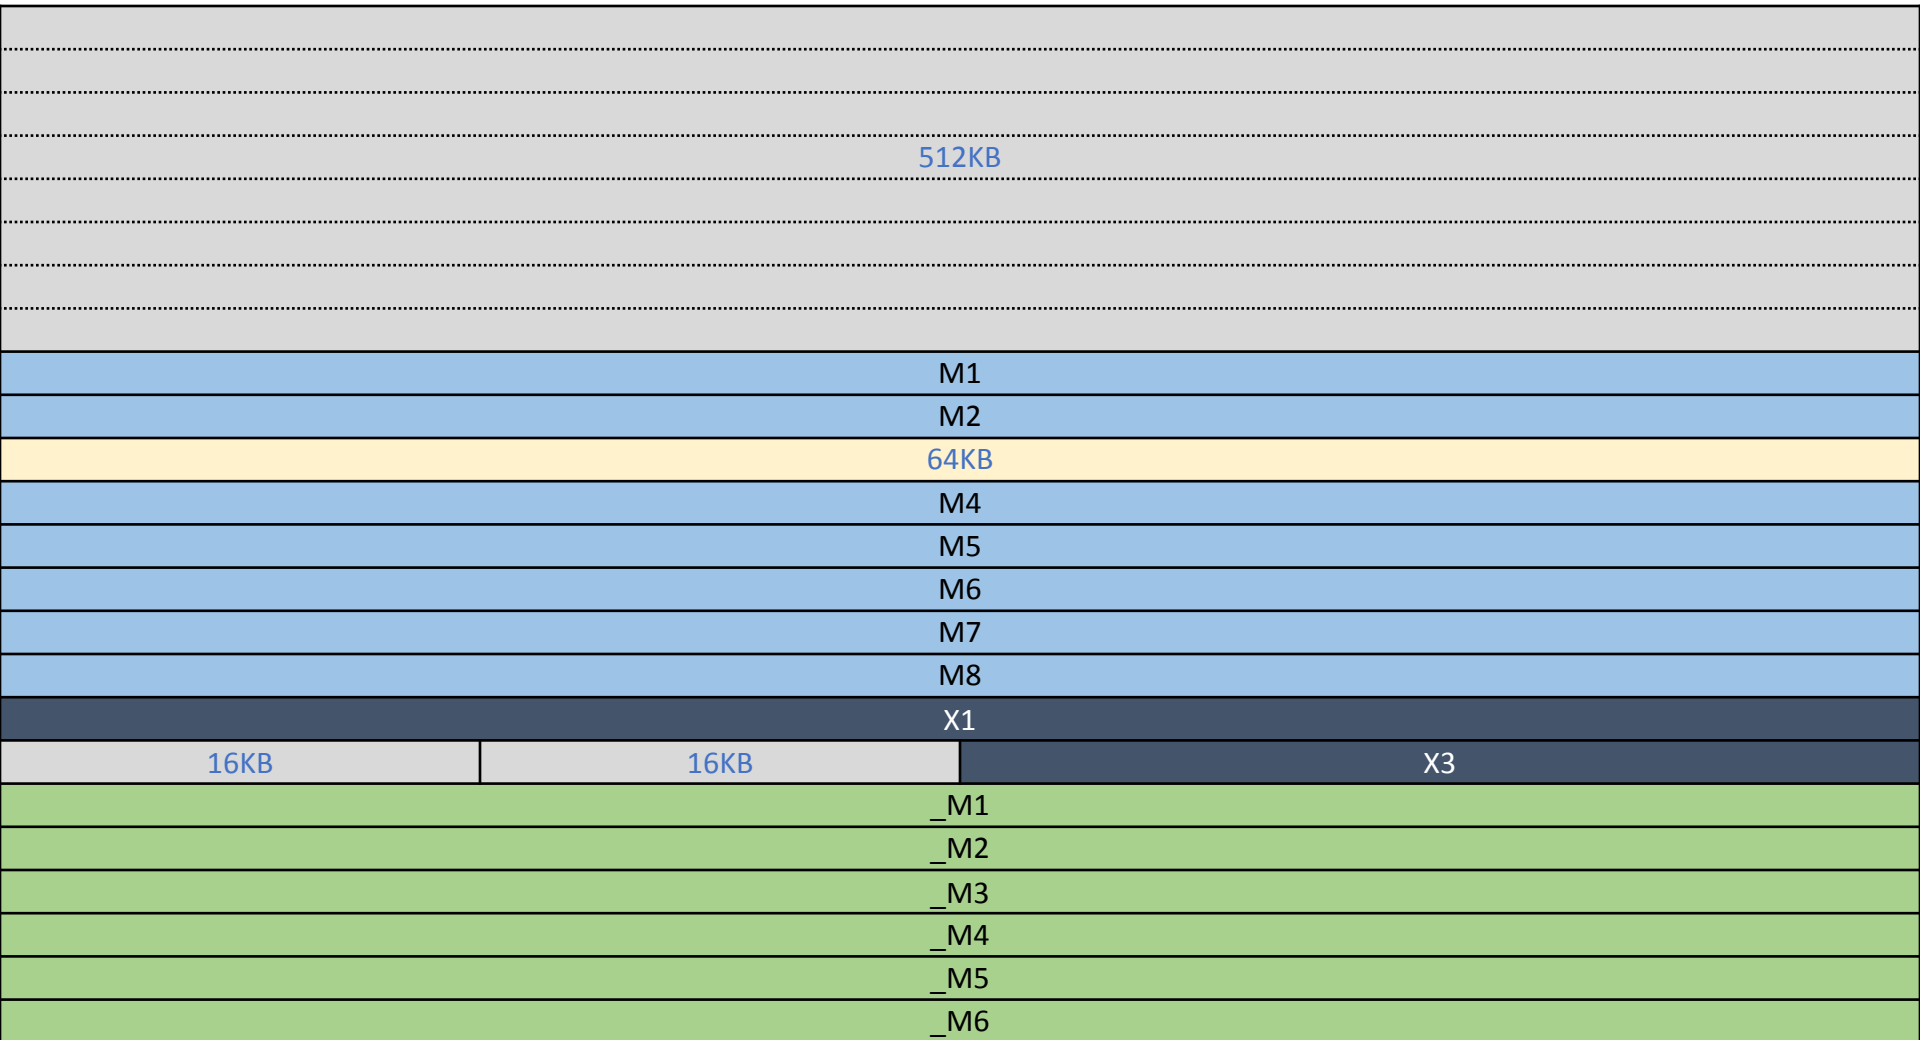 512KB
M1
M2
64KB
M4
M5
M6
M7
M8
X1
16KB 16KB X3
_M1
_M2
_M3
_M4
_M5
_M6